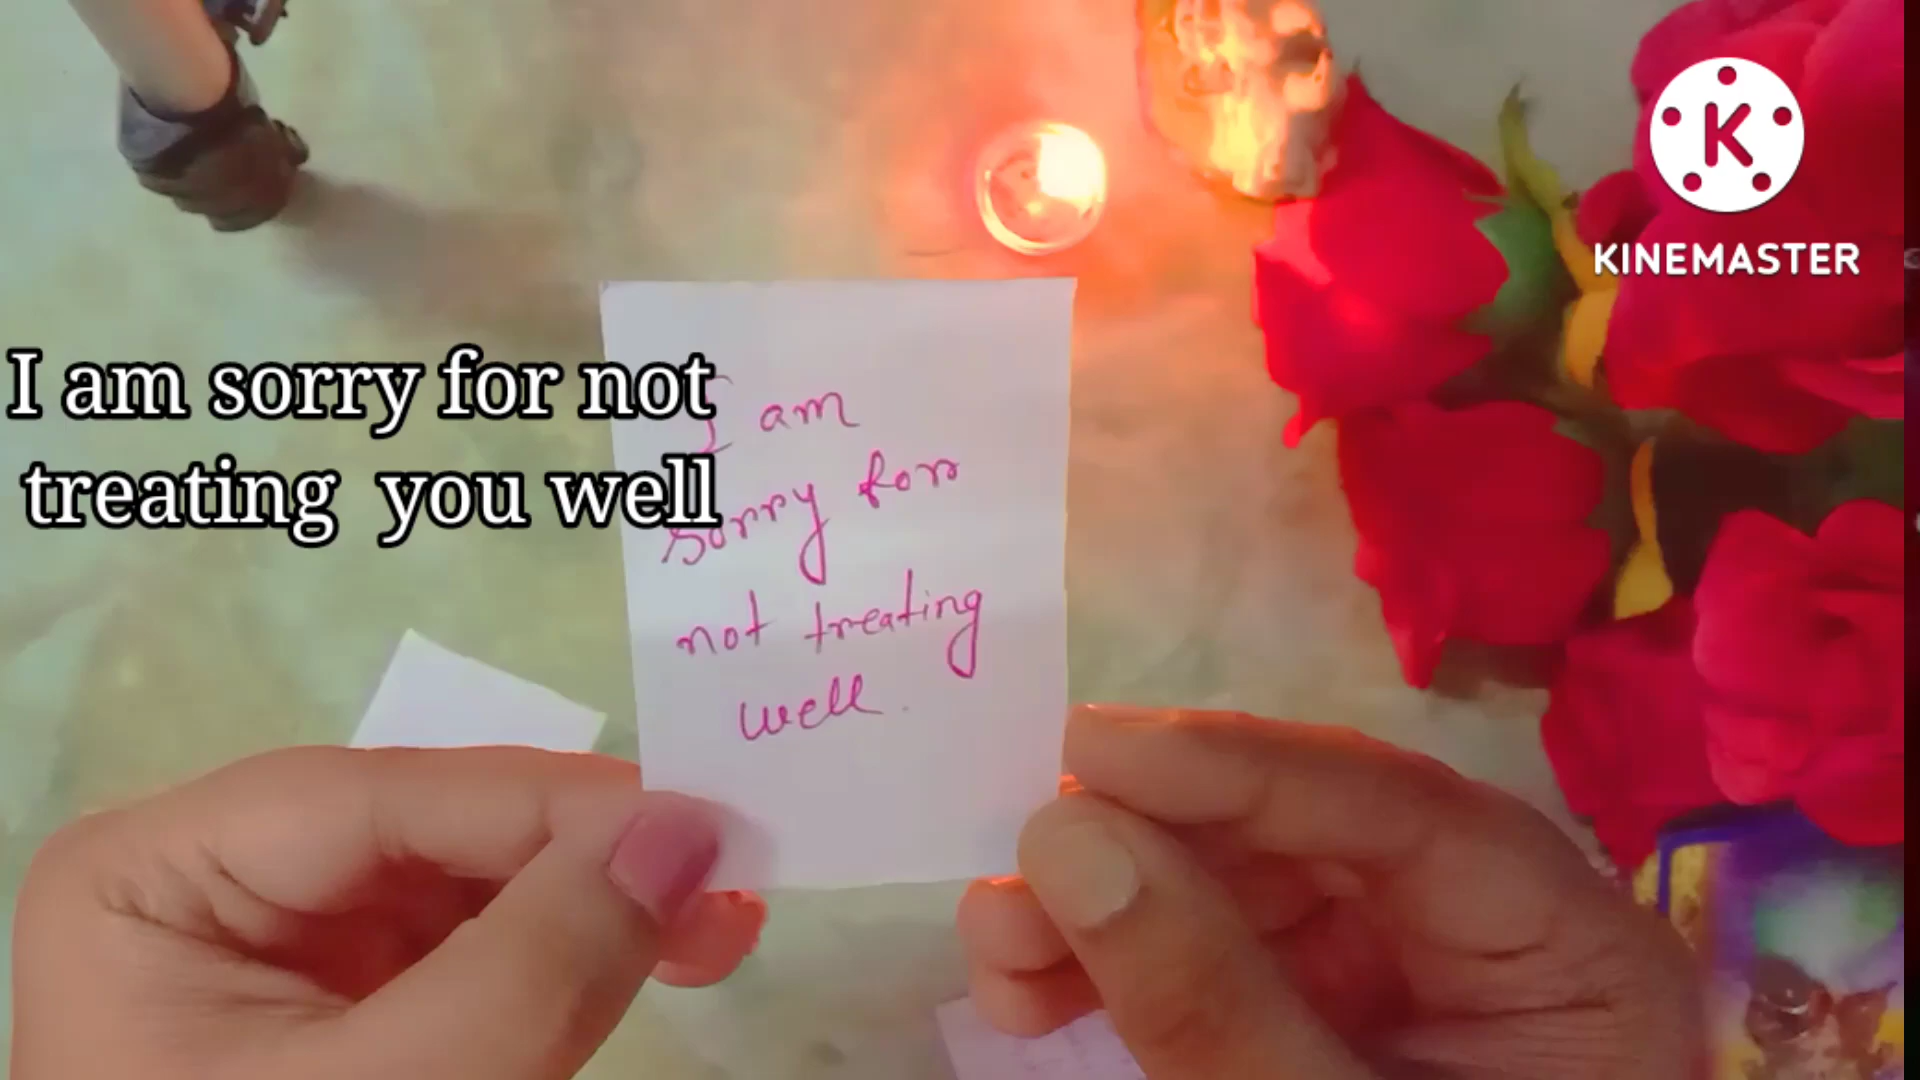 I am sorry for not
treating you well
I am
sorry for
not treating
well.
K
KINEMASTER